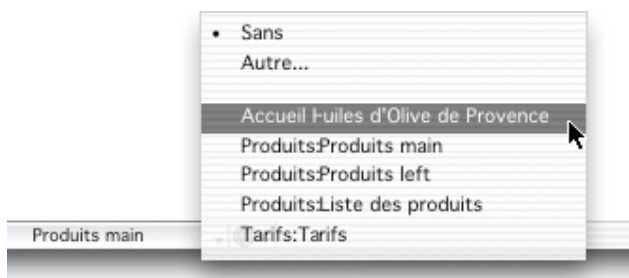 • Sans
Autre...
Accueil Huiles d'Olive de Provence
Produits:Produits main
Produits:Produits left
Produits:Liste des produits
Produits main
Tarifs:Tarifs